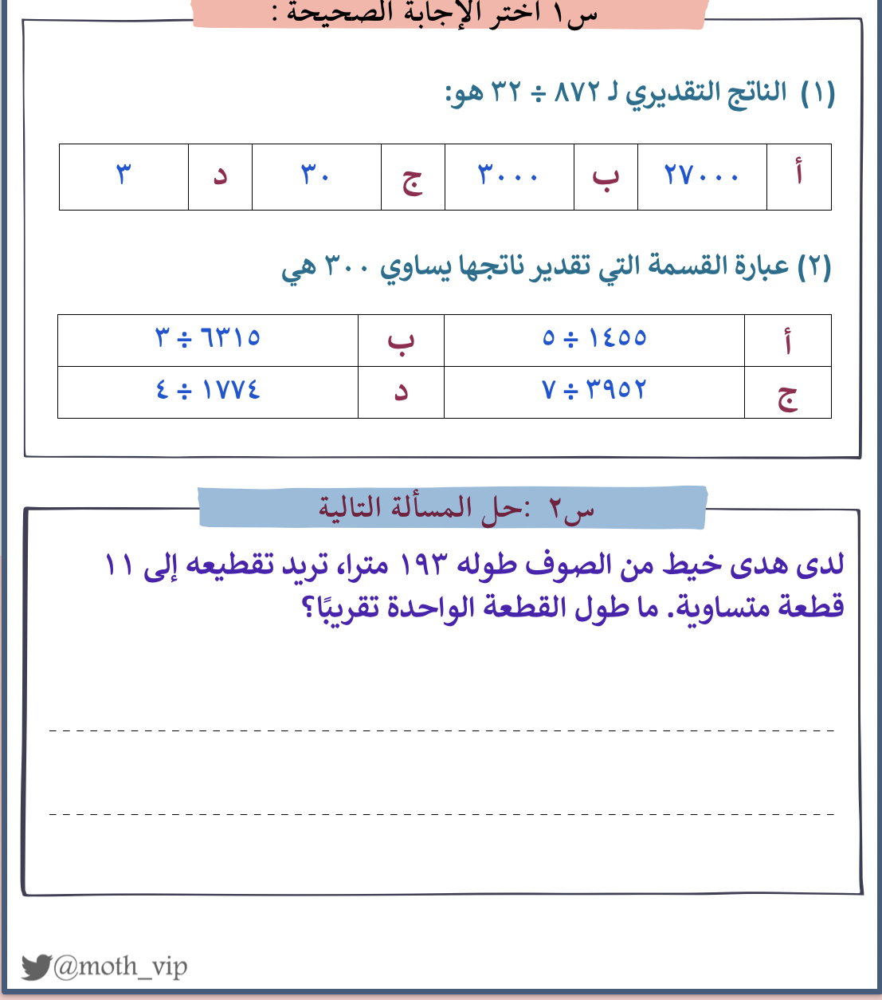 س١ اختر الإجابة الصحيحة :
(١) الناتج التقديري لـ ٨٧٢ ÷ ٣٢ هو:
أ ٢٧٠٠٠ ب ٣٠٠٠ ج ٣٠ د ٣
(٢) عبارة القسمة التي تقدير ناتجها يساوي ٣٠٠ هي
أ ١٤٥٥ ÷ ٥ ب ٦٣١٥ ÷ ٣
ج ٣٩٥٢ ÷ ٧ د ١٧٧٤ ÷ ٤
س٢ :حل المسألة التالية
لدى هدى خيط من الصوف طوله ١٩٣ مترا، تريد تقطيعه إلى ١١
قطعة متساوية. ما طول القطعة الواحدة تقريبًا؟
@moth_vip